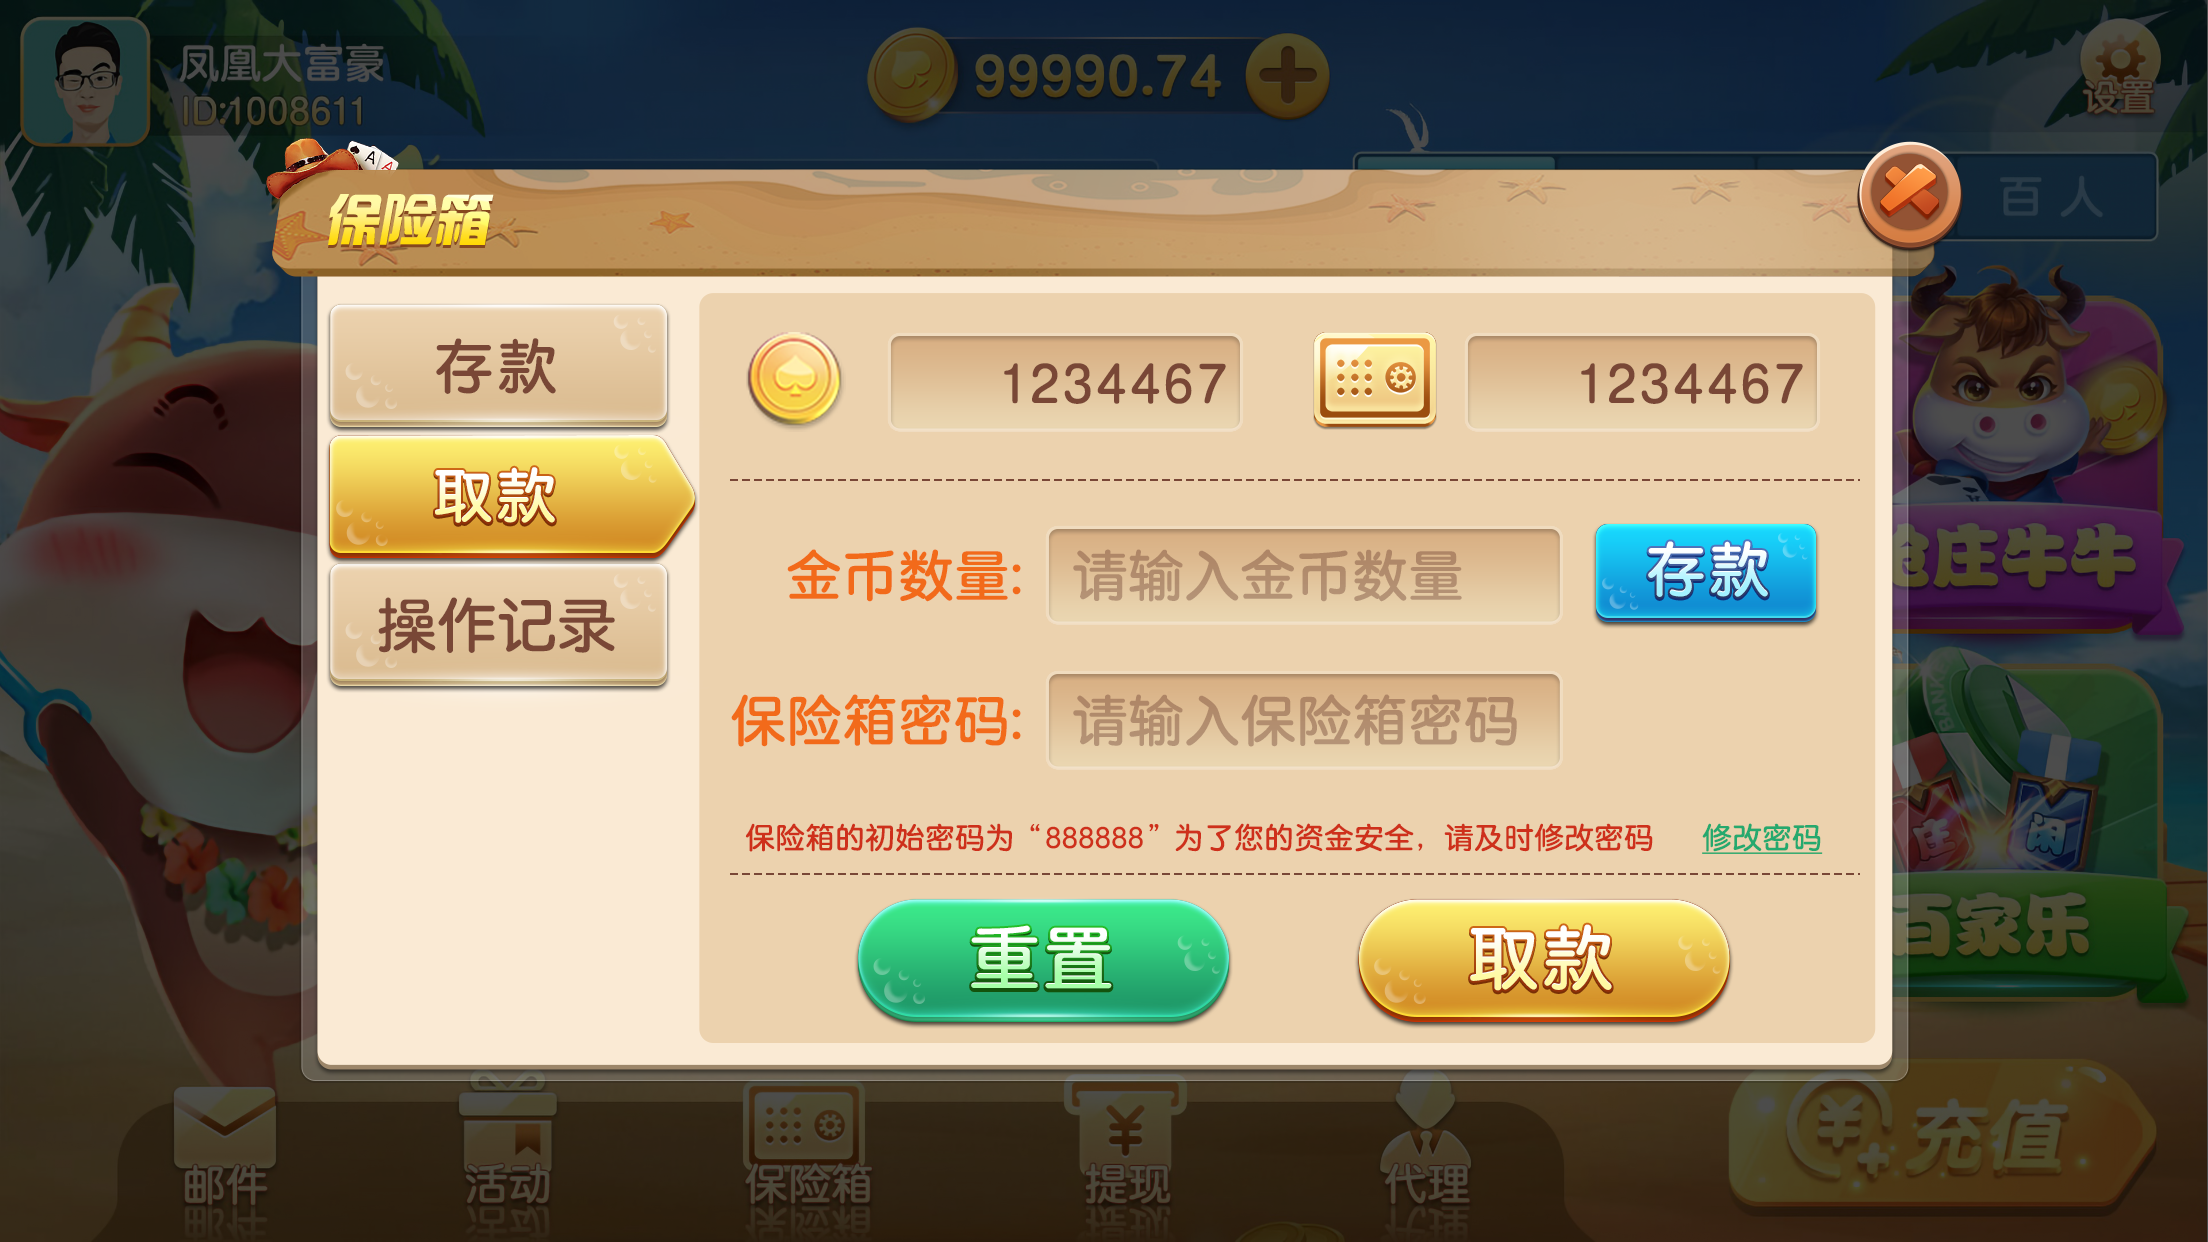 凤凰大富豪
ID:1008611
99990.74
设置
百人
A A
保险箱
存款
取款
操作记录
1234467
1234467
金币数量:
请输入金币数量
存款
保险箱密码:
请输入保险箱密码
保险箱的初始密码为“888888”为了您的资金安全，请及时修改密码
修改密码
重置
取款
抢庄牛牛
BANK
庄
闲
百家乐
邮件
活动
保险箱
提现
代理
充值